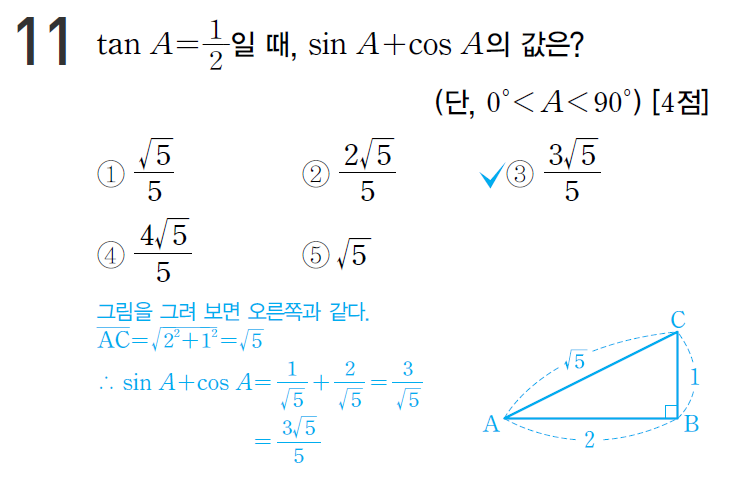 11 tan A=1/2일 때, sin A+cos A의 값은?
(단, 0°<A<90°) [4점]
① √5/5 ② 2√5/5 ✓③ 3√5/5
④ 4√5/5 ⑤ √5
그림을 그려 보면 오른쪽과 같다.
A̅C̅=√(2²+1²)=√5
∴ sin A+cos A=1/√5+2/√5=3/√5
=3√5/5
C
√5
1
A
B
2